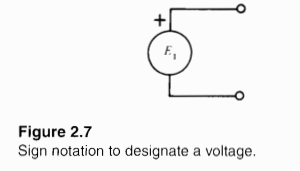 +
E₁
Figure 2.7
Sign notation to designate a voltage.